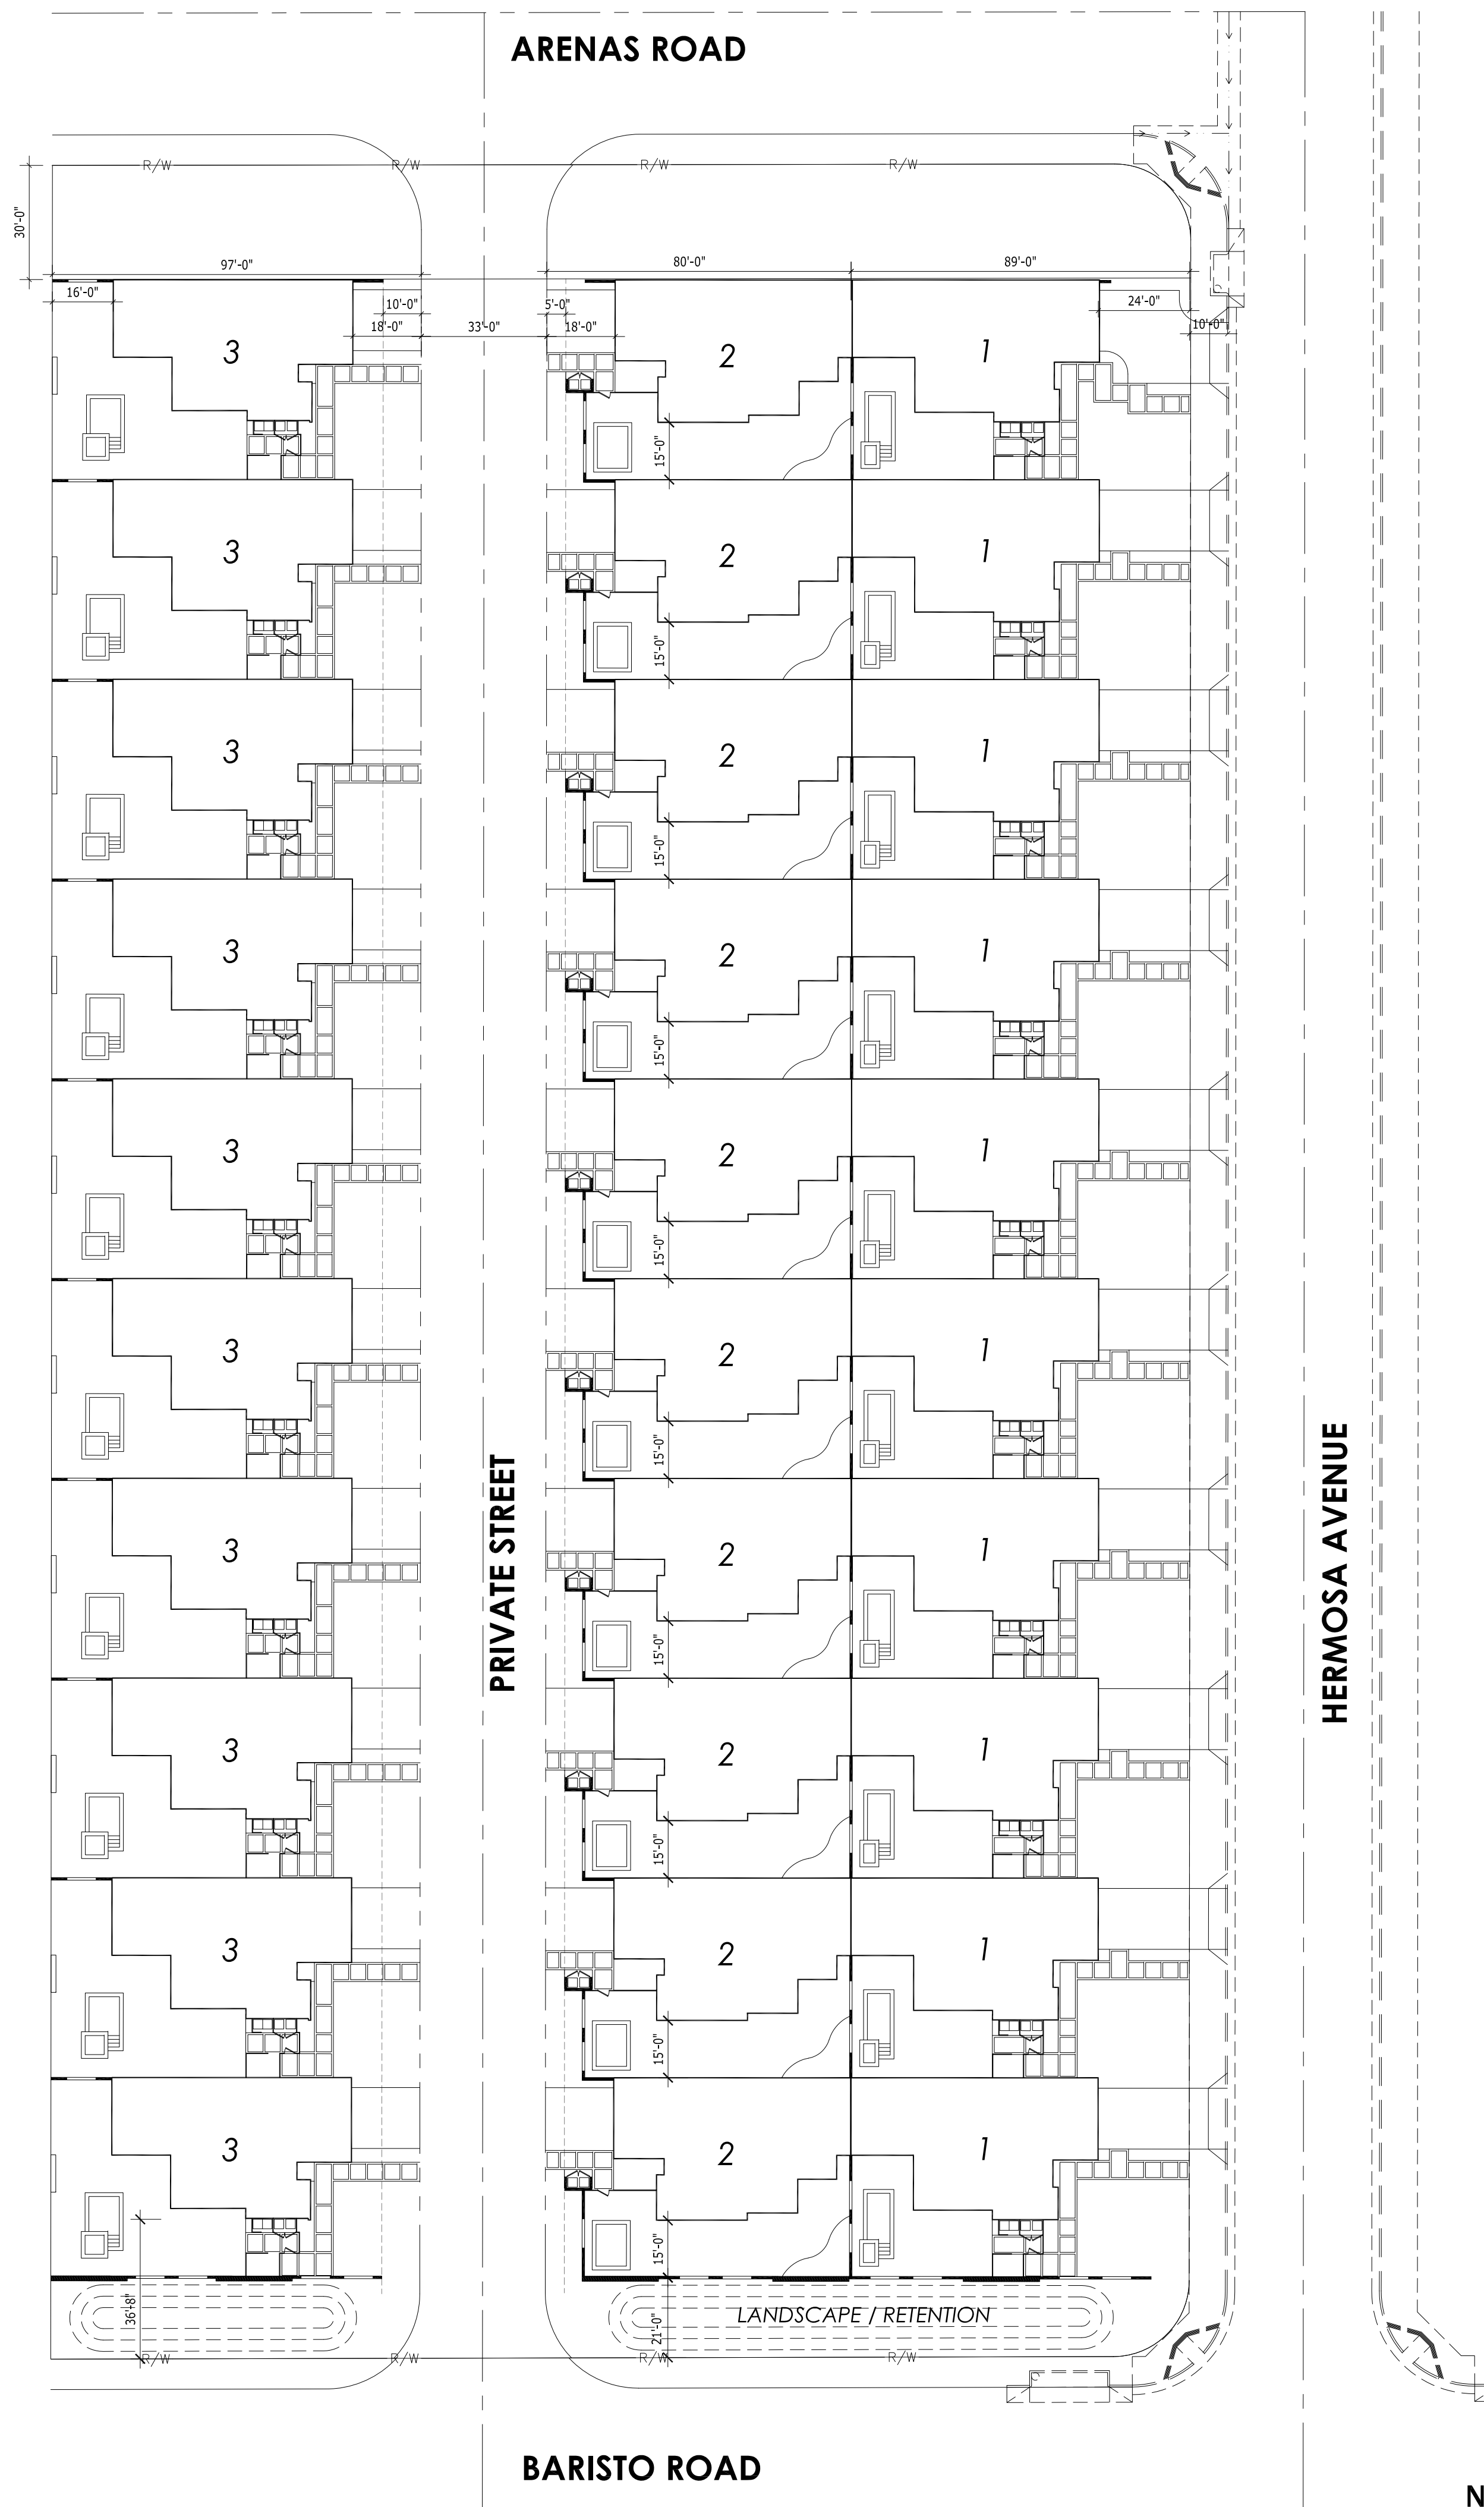 ARENAS ROAD
R/W R/W R/W R/W
30'-0"
97'-0" 80'-0" 89'-0"
16'-0" 10'-0" 5'-0" 24'-0"
18'-0" 33'-0" 18'-0" 10'-0"
3 2 1
15'-0"
3 2 1
15'-0"
3 2 1
15'-0"
3 2 1
15'-0"
3 2 1
15'-0"
3 2 1
15'-0"
PRIVATE STREET
HERMOSA AVENUE
3 2 1
15'-0"
3 2 1
15'-0"
3 2 1
15'-0"
3 2 1
15'-0"
36'-8"
21'-0"
LANDSCAPE / RETENTION
R/W R/W R/W R/W
BARISTO ROAD
N